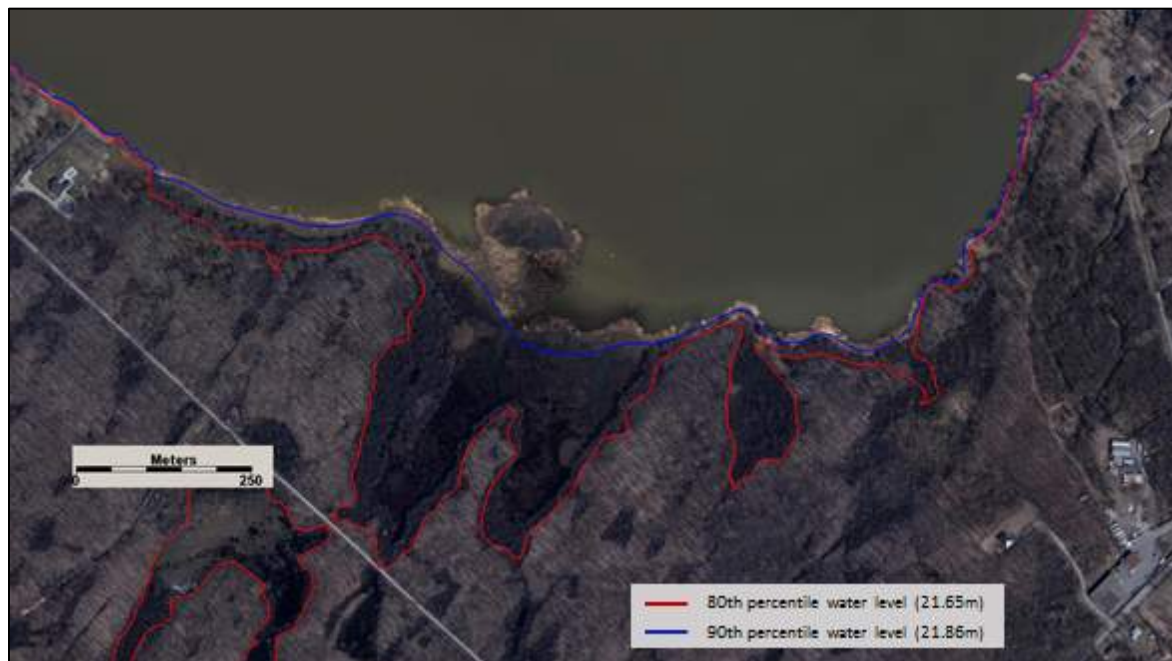 Meters
0 250
80th percentile water level (21.65m)
90th percentile water level (21.86m)